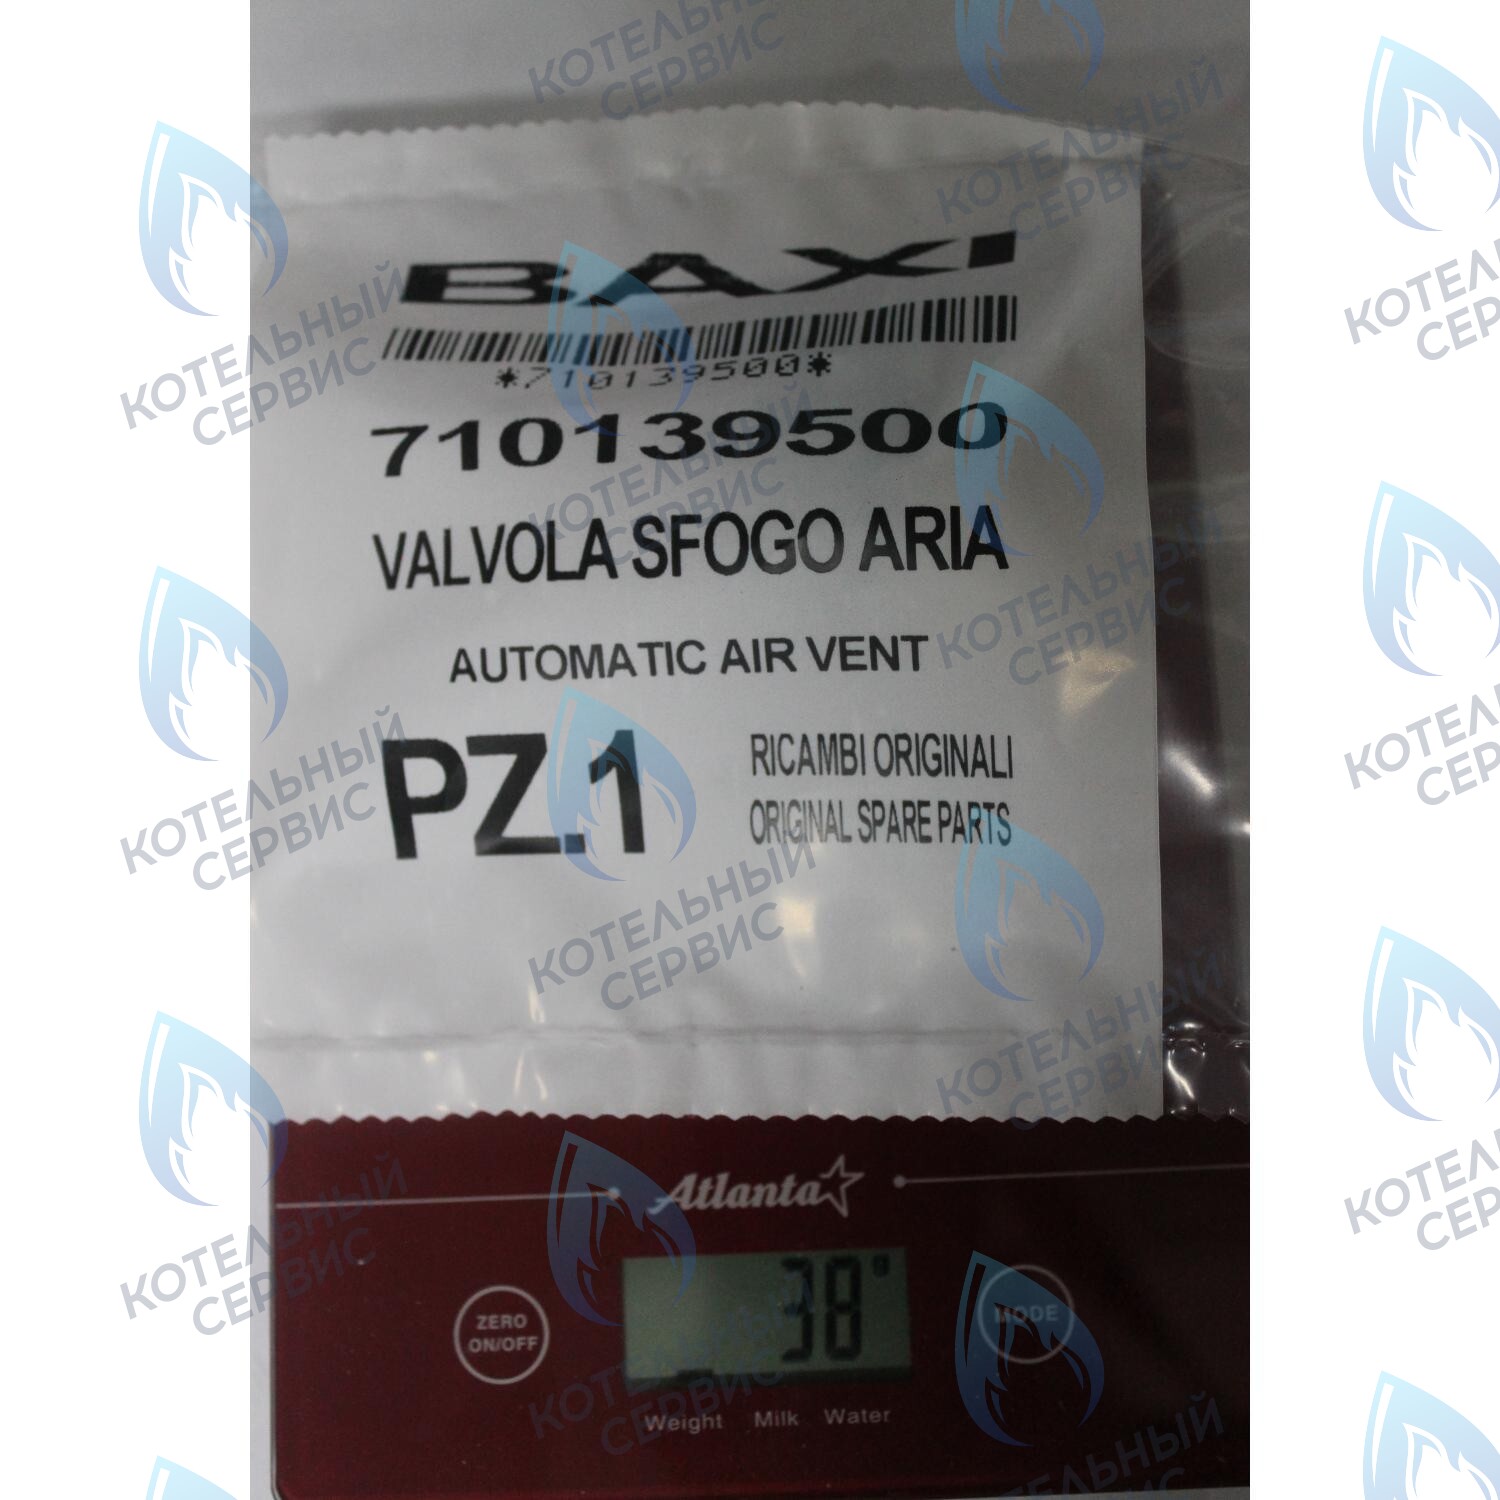 BAXI
*710139500*
710139500
VALVOLA SFOGO ARIA
AUTOMATIC AIR VENT
PZ.1
RICAMBI ORIGINALI
ORIGINAL SPARE PARTS
Atlanta
ZERO
ON/OFF
38 g
MODE
Weight Milk Water
КОТЕЛЬНЫЙ
СЕРВИС